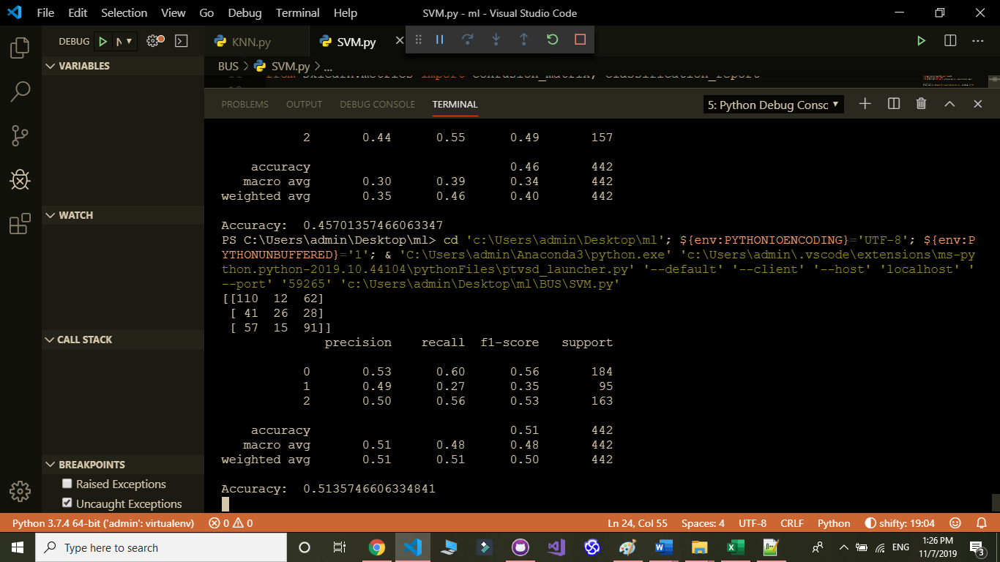 File Edit Selection View Go Debug Terminal Help SVM.py - ml - Visual Studio Code
DEBUG N KNN.py SVM.py
VARIABLES
BUS > SVM.py > ...
from sklearn.metrics import confusion_matrix, classification_report
PROBLEMS OUTPUT DEBUG CONSOLE TERMINAL 5: Python Debug Consc
2 0.44 0.55 0.49 157
accuracy 0.46 442
macro avg 0.30 0.39 0.34 442
weighted avg 0.35 0.46 0.40 442
WATCH
Accuracy: 0.45701357466063347
PS C:\Users\admin\Desktop\ml> cd 'c:\Users\admin\Desktop\ml'; ${env:PYTHONIOENCODING}='UTF-8'; ${env:P
YTHONUNBUFFERED}='1'; & 'C:\Users\admin\Anaconda3\python.exe' 'c:\Users\admin\.vscode\extensions\ms-py
thon.python-2019.10.44104\pythonFiles\ptvsd_launcher.py' '--default' '--client' '--host' 'localhost' '
--port' '59265' 'c:\Users\admin\Desktop\ml\BUS\SVM.py'
[[110 12 62]
[ 41 26 28]
[ 57 15 91]]
CALL STACK
precision recall f1-score support
0 0.53 0.60 0.56 184
1 0.49 0.27 0.35 95
2 0.50 0.56 0.53 163
accuracy 0.51 442
macro avg 0.51 0.48 0.48 442
weighted avg 0.51 0.51 0.50 442
BREAKPOINTS
Raised Exceptions
Uncaught Exceptions
Accuracy: 0.5135746606334841
Python 3.7.4 64-bit ('admin': virtualenv) 0 0 Ln 24, Col 55 Spaces: 4 UTF-8 CRLF Python shifty: 19:04
Type here to search ENG 1:26 PM
11/7/2019 3